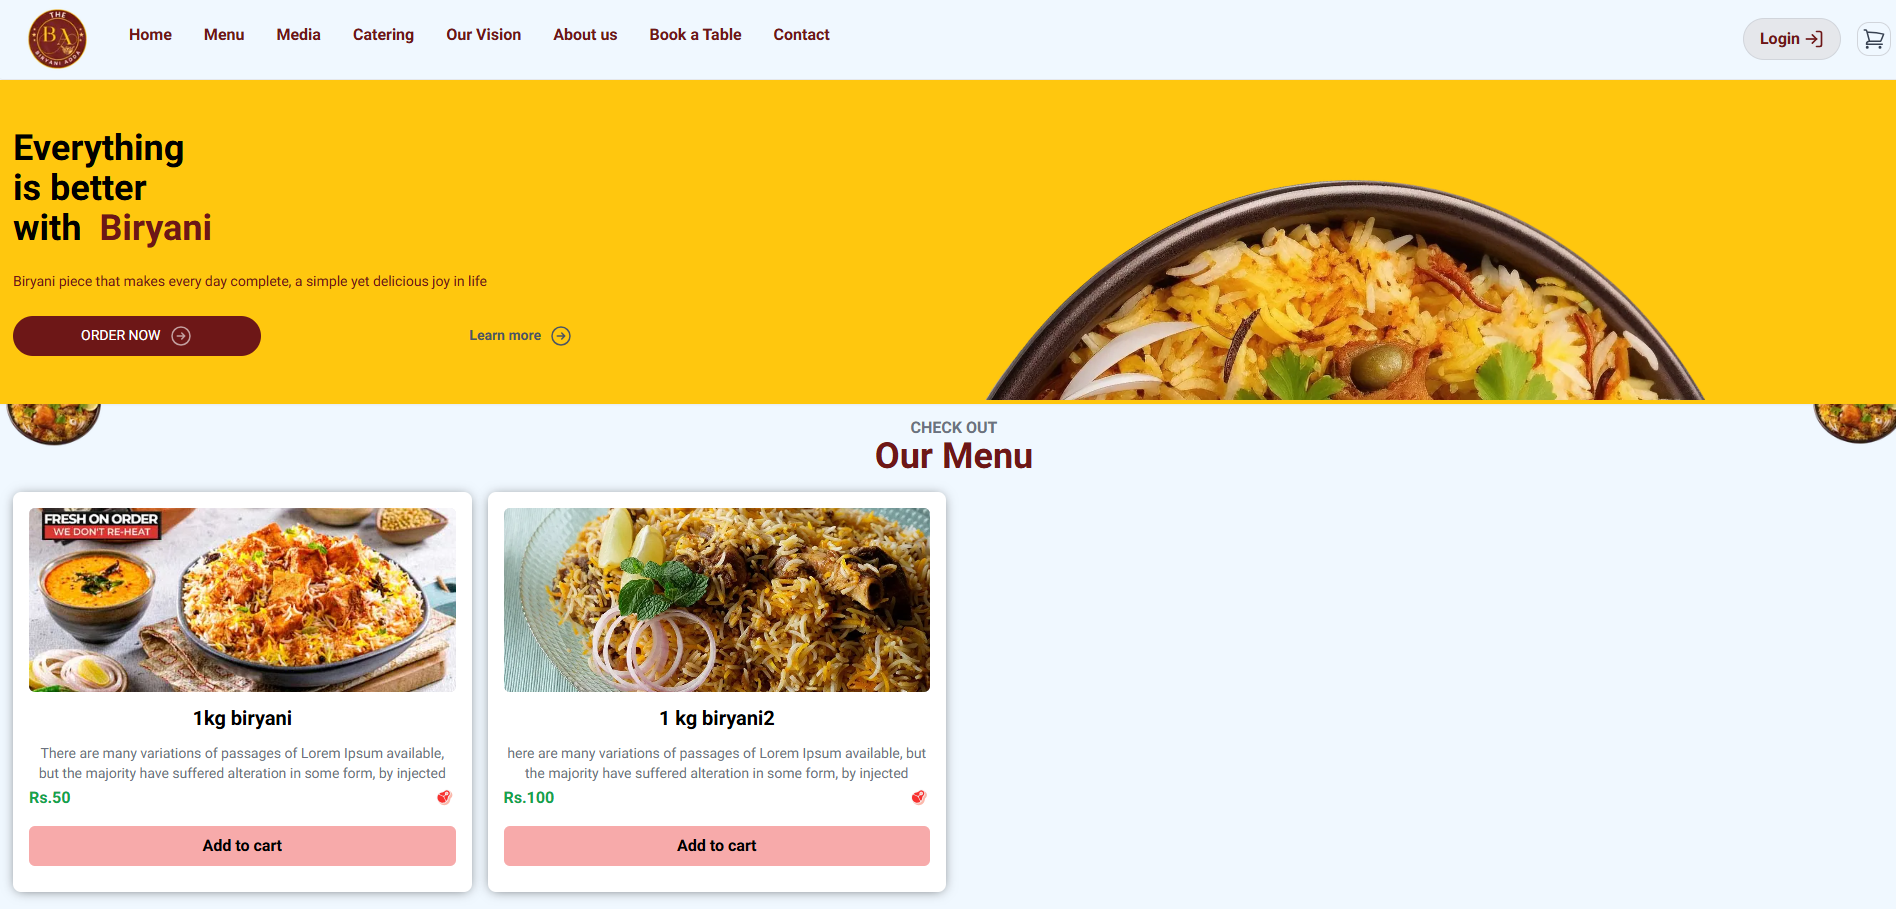 THE
BA
BIRYANI ADDA
Home Menu Media Catering Our Vision About us Book a Table Contact
Login
Everything
is better
with Biryani
Biryani piece that makes every day complete, a simple yet delicious joy in life
ORDER NOW
Learn more
CHECK OUT
Our Menu
FRESH ON ORDER
WE DON'T RE-HEAT
1kg biryani
There are many variations of passages of Lorem Ipsum available,
but the majority have suffered alteration in some form, by injected
Rs.50
Add to cart
1 kg biryani2
here are many variations of passages of Lorem Ipsum available, but
the majority have suffered alteration in some form, by injected
Rs.100
Add to cart